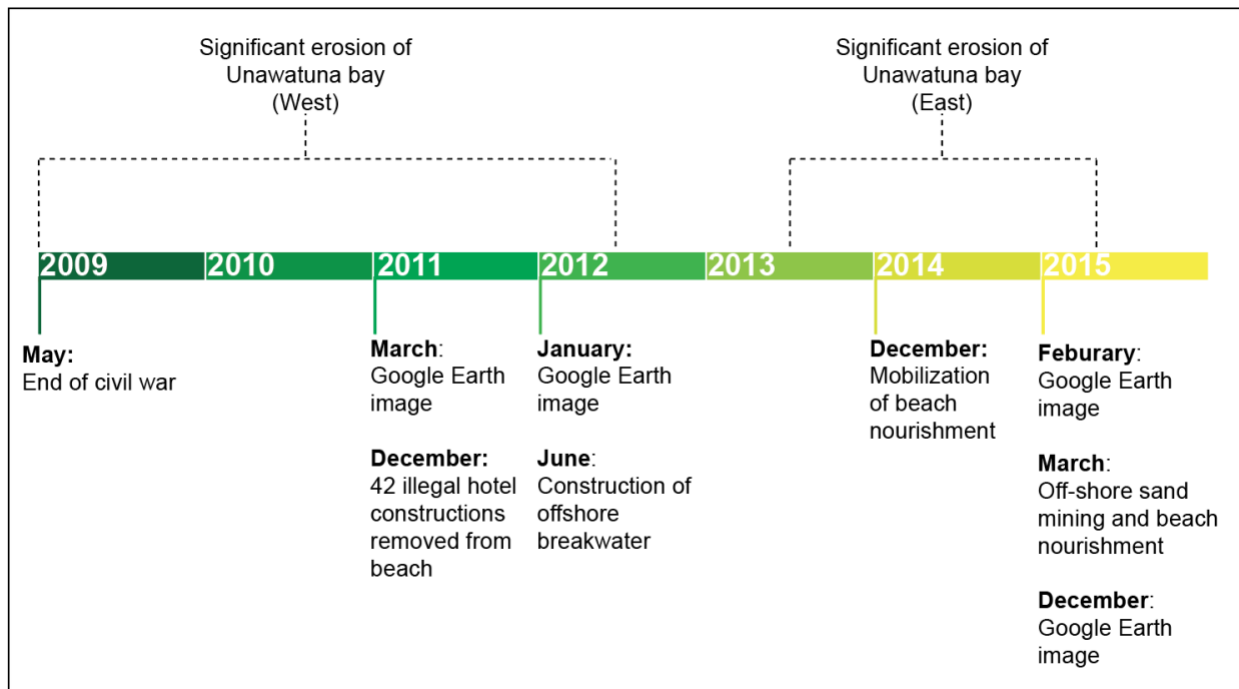 Significant erosion of
Unawatuna bay
(West)
Significant erosion of
Unawatuna bay
(East)
2009
2010
2011
2012
2013
2014
2015
May:
End of civil war
March:
Google Earth
image
December:
42 illegal hotel
constructions
removed from
beach
January:
Google Earth
image
June:
Construction of
offshore
breakwater
December:
Mobilization
of beach
nourishment
Feburary:
Google Earth
image
March:
Off-shore sand
mining and beach
nourishment
December:
Google Earth
image